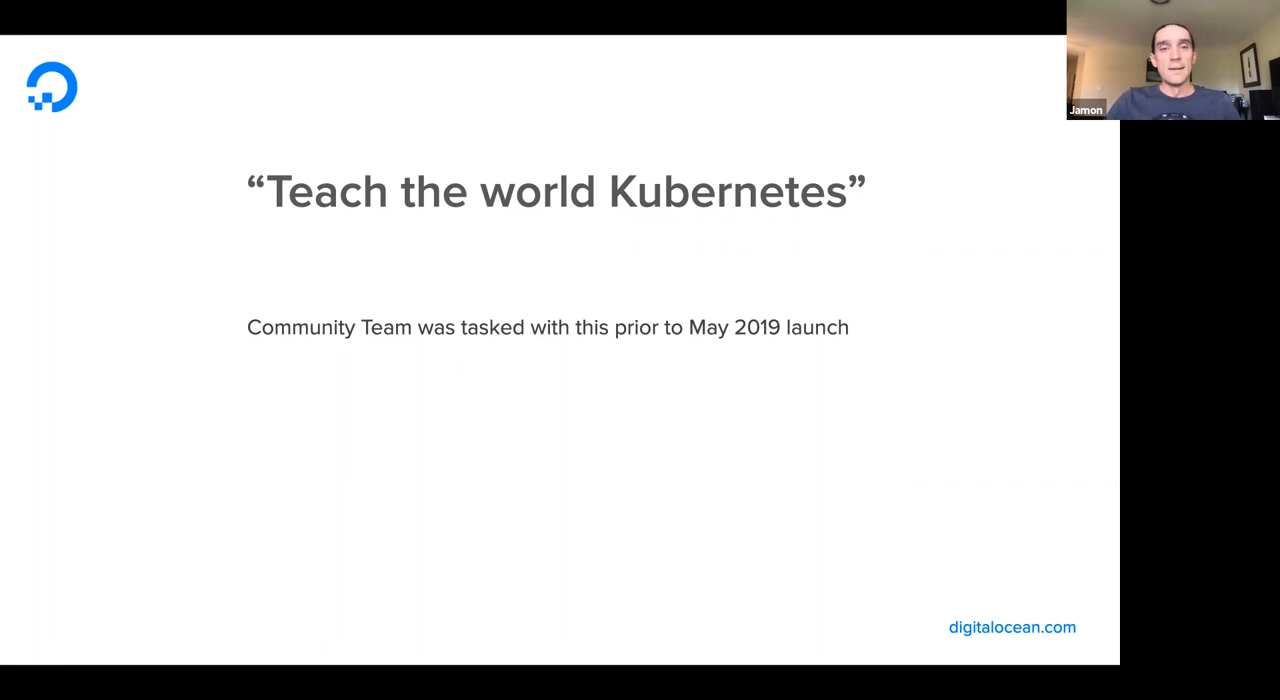 Jamon
“Teach the world Kubernetes”
Community Team was tasked with this prior to May 2019 launch
digitalocean.com